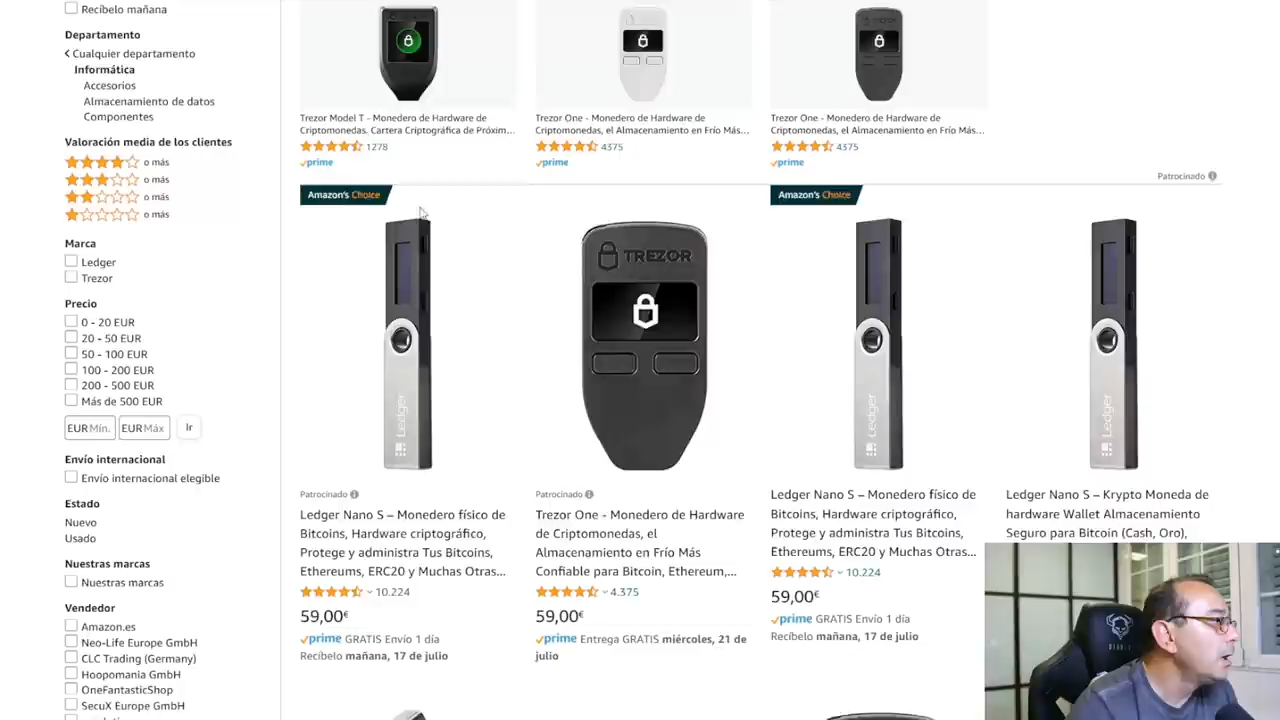 Recíbelo mañana
Departamento
Cualquier departamento
Informática
Accesorios
Almacenamiento de datos
Componentes
Valoración media de los clientes
o más
o más
o más
o más
Marca
Ledger
Trezor
Precio
0 - 20 EUR
20 - 50 EUR
50 - 100 EUR
100 - 200 EUR
200 - 500 EUR
Más de 500 EUR
EUR Mín. EUR Máx Ir
Envío internacional
Envío internacional elegible
Estado
Nuevo
Usado
Nuestras marcas
Nuestras marcas
Vendedor
Amazon.es
Neo-Life Europe GmbH
CLC Trading (Germany)
Hoopomania GmbH
OneFantasticShop
SecuX Europe GmbH
Trezor Model T - Monedero de Hardware de
Criptomonedas. Cartera Criptográfica de Próxim...
1278
prime
Trezor One - Monedero de Hardware de
Criptomonedas, el Almacenamiento en Frío Más...
4375
prime
TREZOR
Trezor One - Monedero de Hardware de
Criptomonedas, el Almacenamiento en Frío Más...
4375
prime
Patrocinado
Amazon's Choice
Ledger
Patrocinado
Ledger Nano S – Monedero físico de
Bitcoins, Hardware criptográfico,
Protege y administra Tus Bitcoins,
Ethereums, ERC20 y Muchas Otras...
10.224
59,00€
prime GRATIS Envío 1 día
Recíbelo mañana, 17 de julio
TREZOR
Patrocinado
Trezor One - Monedero de Hardware
de Criptomonedas, el
Almacenamiento en Frío Más
Confiable para Bitcoin, Ethereum,...
4.375
59,00€
prime Entrega GRATIS miércoles, 21 de
julio
Amazon's Choice
Ledger
Ledger Nano S – Monedero físico de
Bitcoins, Hardware criptográfico,
Protege y administra Tus Bitcoins,
Ethereums, ERC20 y Muchas Otras...
10.224
59,00€
prime GRATIS Envío 1 día
Recíbelo mañana, 17 de julio
Ledger
Ledger Nano S – Krypto Moneda de
hardware Wallet Almacenamiento
Seguro para Bitcoin (Cash, Oro),